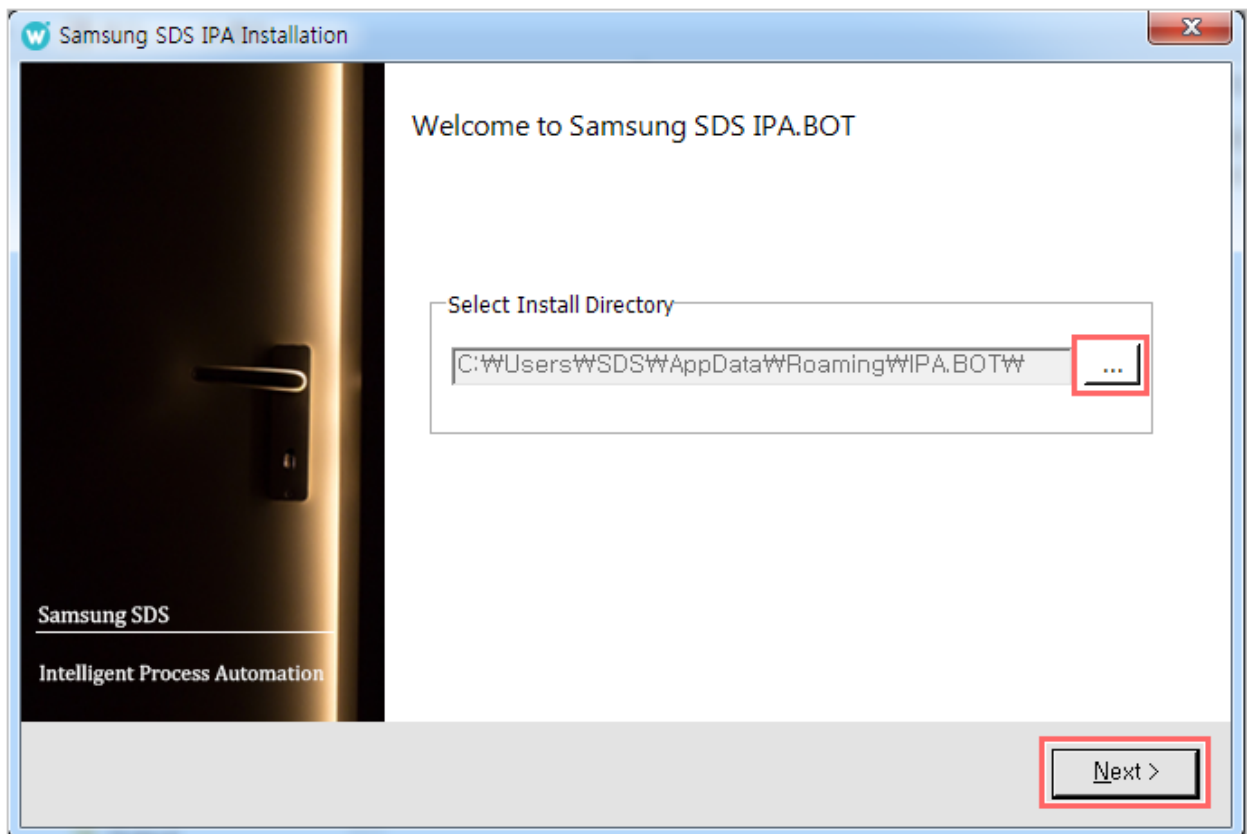 Samsung SDS IPA Installation
Welcome to Samsung SDS IPA.BOT
Select Install Directory
C:₩Users₩SDS₩AppData₩Roaming₩IPA.BOT₩
...
Samsung SDS
Intelligent Process Automation
Next >